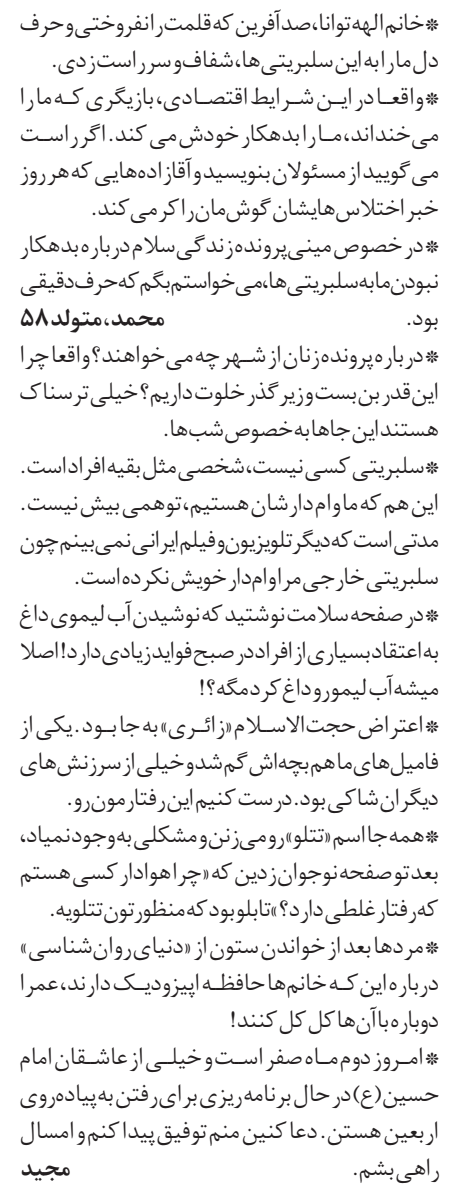 *خانم الهه توانا، صد آفرین که قلمت را نفروختی و حرف
دل ما را به این سلبریتی‌ها، شفاف و سرراست زدی.
*واقعا در این شرایط اقتصادی، بازیگری که ما را
می‌خنداند، ما را بدهکار خودش می کند. اگر راست
می گویید از مسئولان بنویسید و آقازاده‌هایی که هر روز
خبر اختلاس‌هایشان گوش‌مان را کر می کند.
*در خصوص مینی‌پرونده زندگی سلام درباره بدهکار
نبودن ما به سلبریتی‌ها، می‌خواستم بگم که حرف دقیقی
بود. محمد، متولد ۵۸
*درباره پرونده زنان از شهر چه می‌خواهند؟ واقعا چرا
این قدر بن‌بست و زیر گذر خلوت داریم؟ خیلی ترسناک
هستند این جاها به خصوص شب‌ها.
*سلبریتی کسی نیست، شخصی مثل بقیه افراد است.
این هم که ما وام‌دارشان هستیم، توهمی بیش نیست.
مدتی است که دیگر تلویزیون و فیلم ایرانی نمی‌بینم چون
سلبریتی خارجی مرا وام‌دار خویش نکرده است.
*در صفحه سلامت نوشتید که نوشیدن آب لیموی داغ
به اعتقاد بسیاری از افراد در صبح فواید زیادی دارد! اصلا
میشه آب لیمو رو داغ کرد مگه؟!
*اعتراض حجت‌الاسلام «زائری» به جا بود. یکی از
فامیل‌های ما هم بچه‌اش گم شد و خیلی از سرزنش‌های
دیگران شاکی بود. درست کنیم این رفتارمون رو.
*همه جا اسم «تتلو» رو می‌زنن و مشکلی به وجود نمیاد،
بعد تو صفحه نوجوان زدین که «چرا هوادار کسی هستم
که رفتار غلطی دارد؟» تابلو بود که منظورتون تتلویه.
*مردها بعد از خواندن ستون از «دنیای روان‌شناسی»
درباره این که خانم‌ها حافظه اپیزودیک دارند، عمرا
دوباره با آن‌ها کل کل کنند!
*امروز دوم ماه صفر است و خیلی از عاشقان امام
حسین(ع) در حال برنامه‌ریزی برای رفتن به پیاده‌روی
اربعین هستن. دعا کنین منم توفیق پیدا کنم و امسال
راهی بشم. مجید